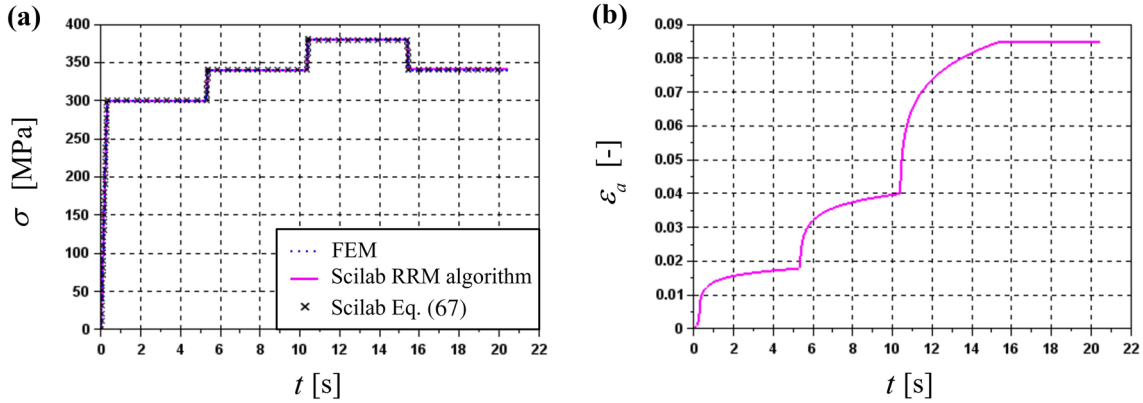 (a)
400
350
300
250
200
150
100
50
0
0 2 4 6 8 10 12 14 16 18 20 22
σ [MPa]
t [s]
FEM
Scilab RRM algorithm
Scilab Eq. (67)
(b)
0.09
0.08
0.07
0.06
0.05
0.04
0.03
0.02
0.01
0
0 2 4 6 8 10 12 14 16 18 20 22
εₐ [-]
t [s]